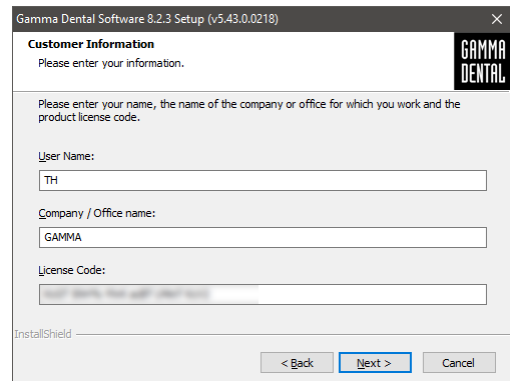 Gamma Dental Software 8.2.3 Setup (v5.43.0.0218)
Customer Information
Please enter your information.
GAMMA
DENTAL
Please enter your name, the name of the company or office for which you work and the
product license code.
User Name:
TH
Company / Office name:
GAMMA
License Code:
InstallShield
< Back
Next >
Cancel